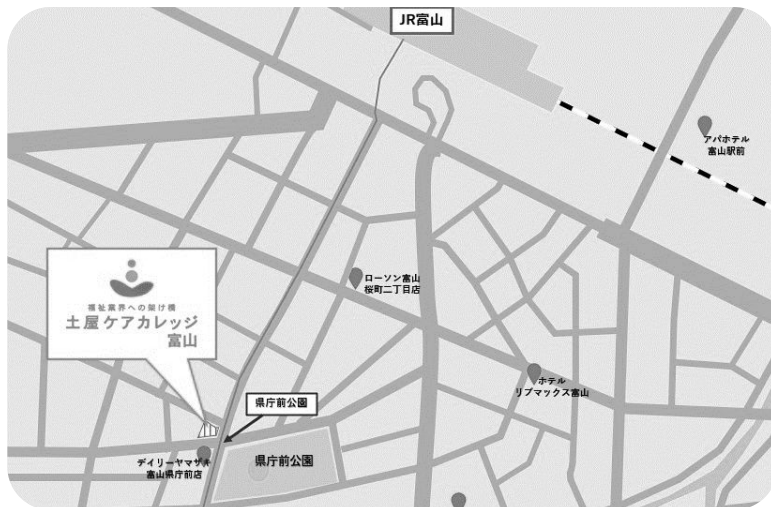 JR富山
アパホテル
富山駅前
ローソン富山
桜町二丁目店
福祉業界への架け橋
土屋ケアカレッジ
富山
ホテル
リブマックス富山
県庁前公園
県庁前公園
デイリーヤマザキ
富山県庁前店